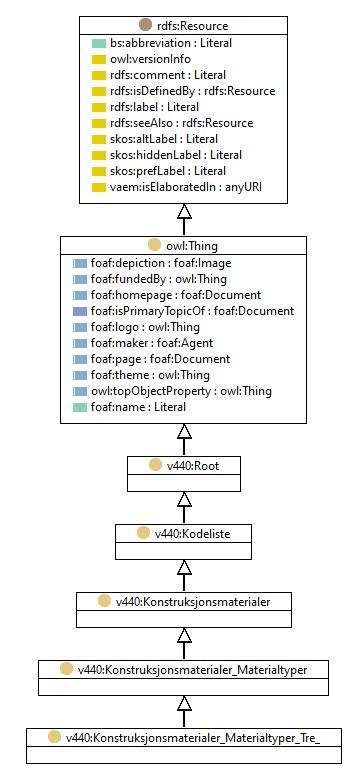 rdfs:Resource
bs:abbreviation : Literal
owl:versionInfo
rdfs:comment : Literal
rdfs:isDefinedBy : rdfs:Resource
rdfs:label : Literal
rdfs:seeAlso : rdfs:Resource
skos:altLabel : Literal
skos:hiddenLabel : Literal
skos:prefLabel : Literal
vaem:isElaboratedIn : anyURI
owl:Thing
foaf:depiction : foaf:Image
foaf:fundedBy : owl:Thing
foaf:homepage : foaf:Document
foaf:isPrimaryTopicOf : foaf:Document
foaf:logo : owl:Thing
foaf:maker : foaf:Agent
foaf:page : foaf:Document
foaf:theme : owl:Thing
owl:topObjectProperty : owl:Thing
foaf:name : Literal
v440:Root
v440:Kodeliste
v440:Konstruksjonsmaterialer
v440:Konstruksjonsmaterialer_Materialtyper
v440:Konstruksjonsmaterialer_Materialtyper_Tre_